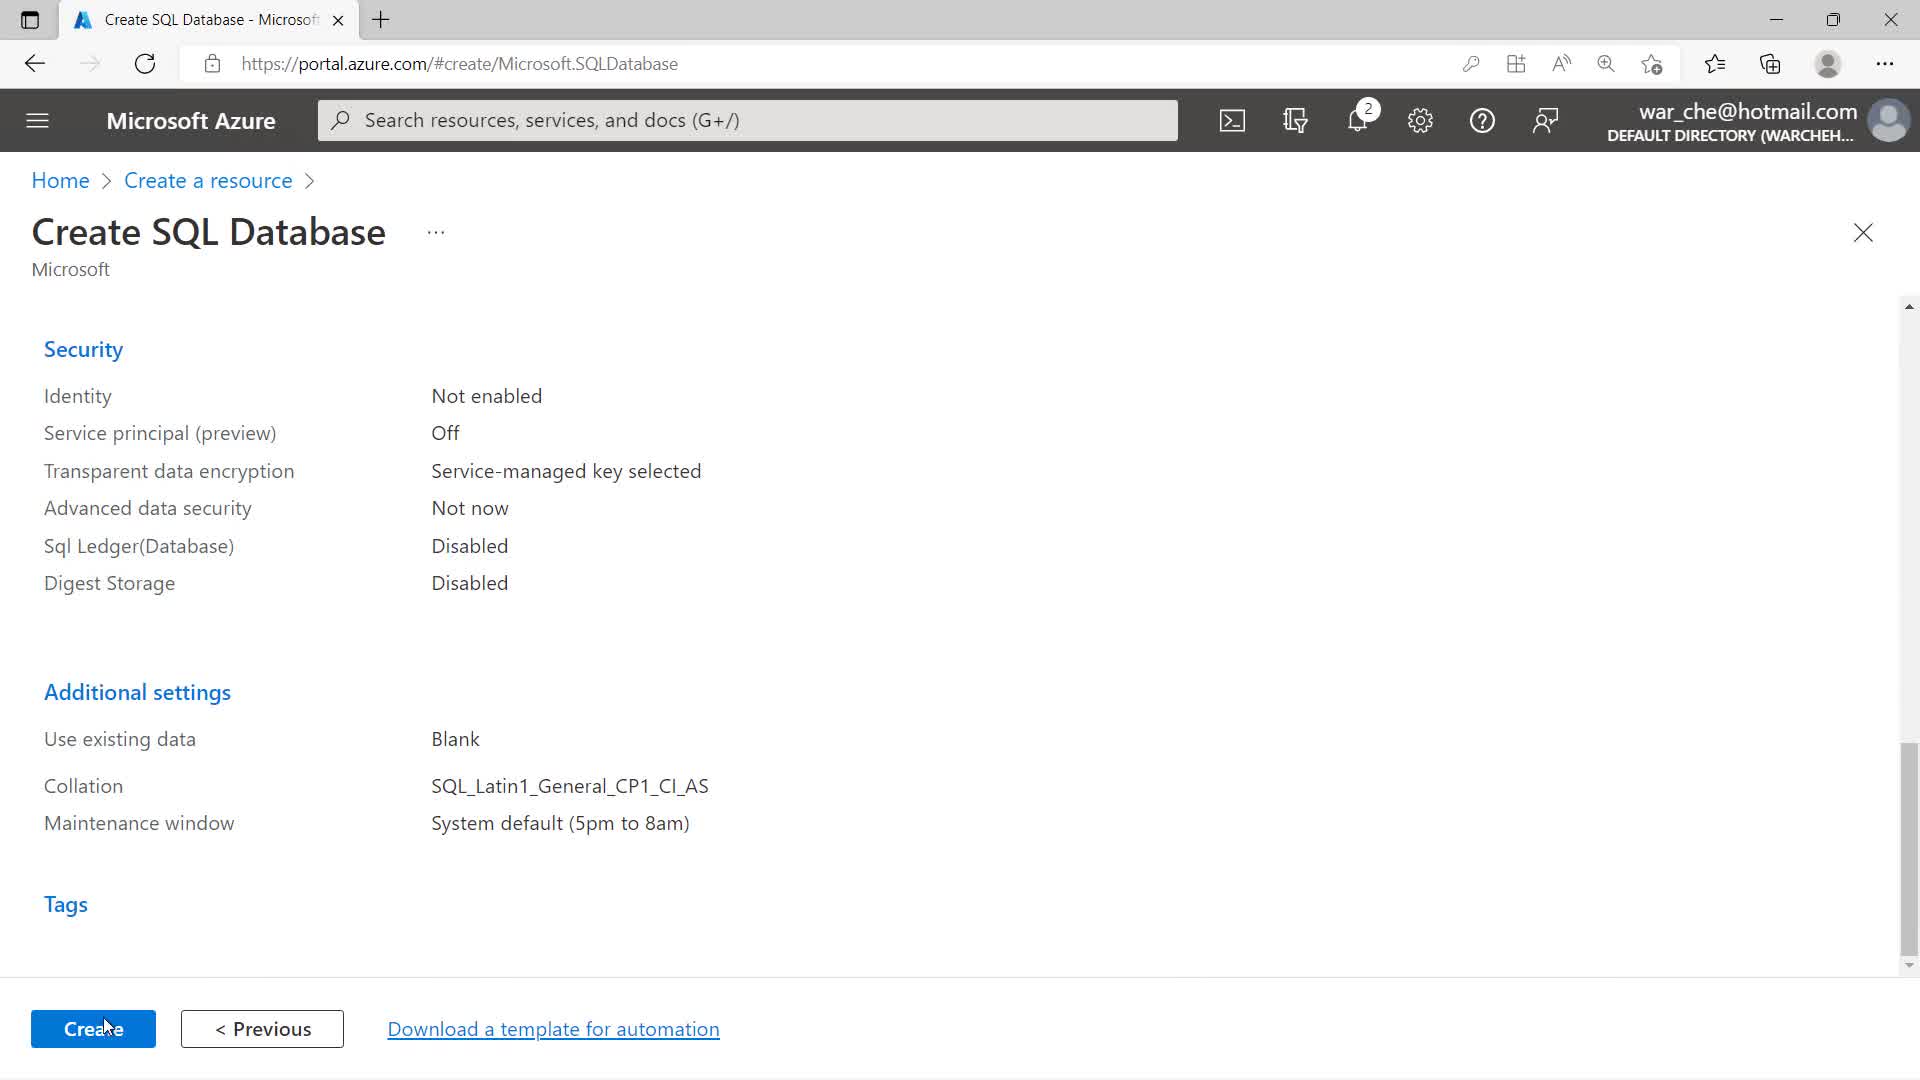 Create SQL Database - Microsof
https://portal.azure.com/#create/Microsoft.SQLDatabase
Microsoft Azure
Search resources, services, and docs (G+/)
2
war_che@hotmail.com
DEFAULT DIRECTORY (WARCHEH...
Home > Create a resource >
Create SQL Database ...
Microsoft
Security
Identity Not enabled
Service principal (preview) Off
Transparent data encryption Service-managed key selected
Advanced data security Not now
Sql Ledger(Database) Disabled
Digest Storage Disabled
Additional settings
Use existing data Blank
Collation SQL_Latin1_General_CP1_CI_AS
Maintenance window System default (5pm to 8am)
Tags
Create
< Previous
Download a template for automation